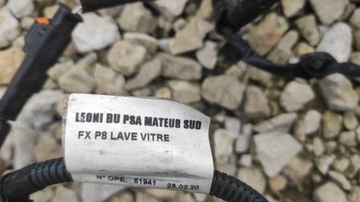 LEONI BU PSA MATEUR SUD
FX P8 LAVE VITRE
N° OPE: 61941 25.02.20